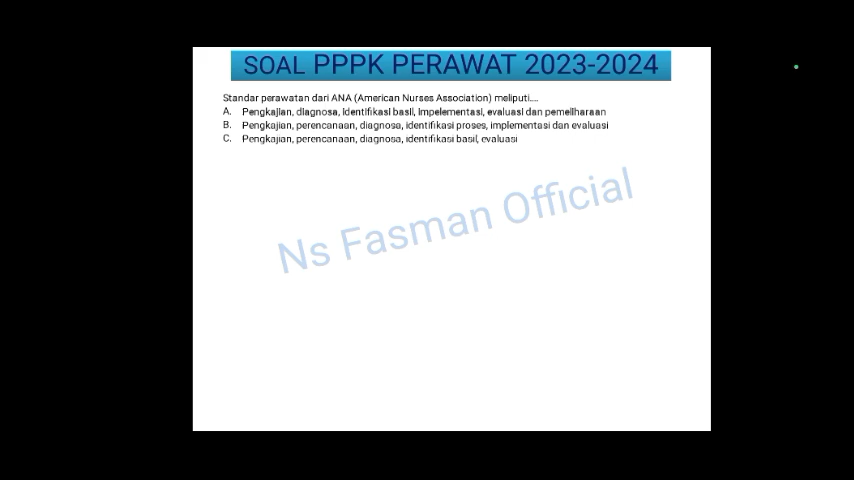 SOAL PPPK PERAWAT 2023-2024
Standar perawatan dari ANA (American Nurses Association) meliputi....
A. Pengkajian, diagnosa, identifikasi basil, impelementasi, evaluasi dan pemeliharaan
B. Pengkajian, perencanaan, diagnosa, identifikasi proses, implementasi dan evaluasi
C. Pengkajian, perencanaan, diagnosa, identifikasi basil, evaluasi
Ns Fasman Official